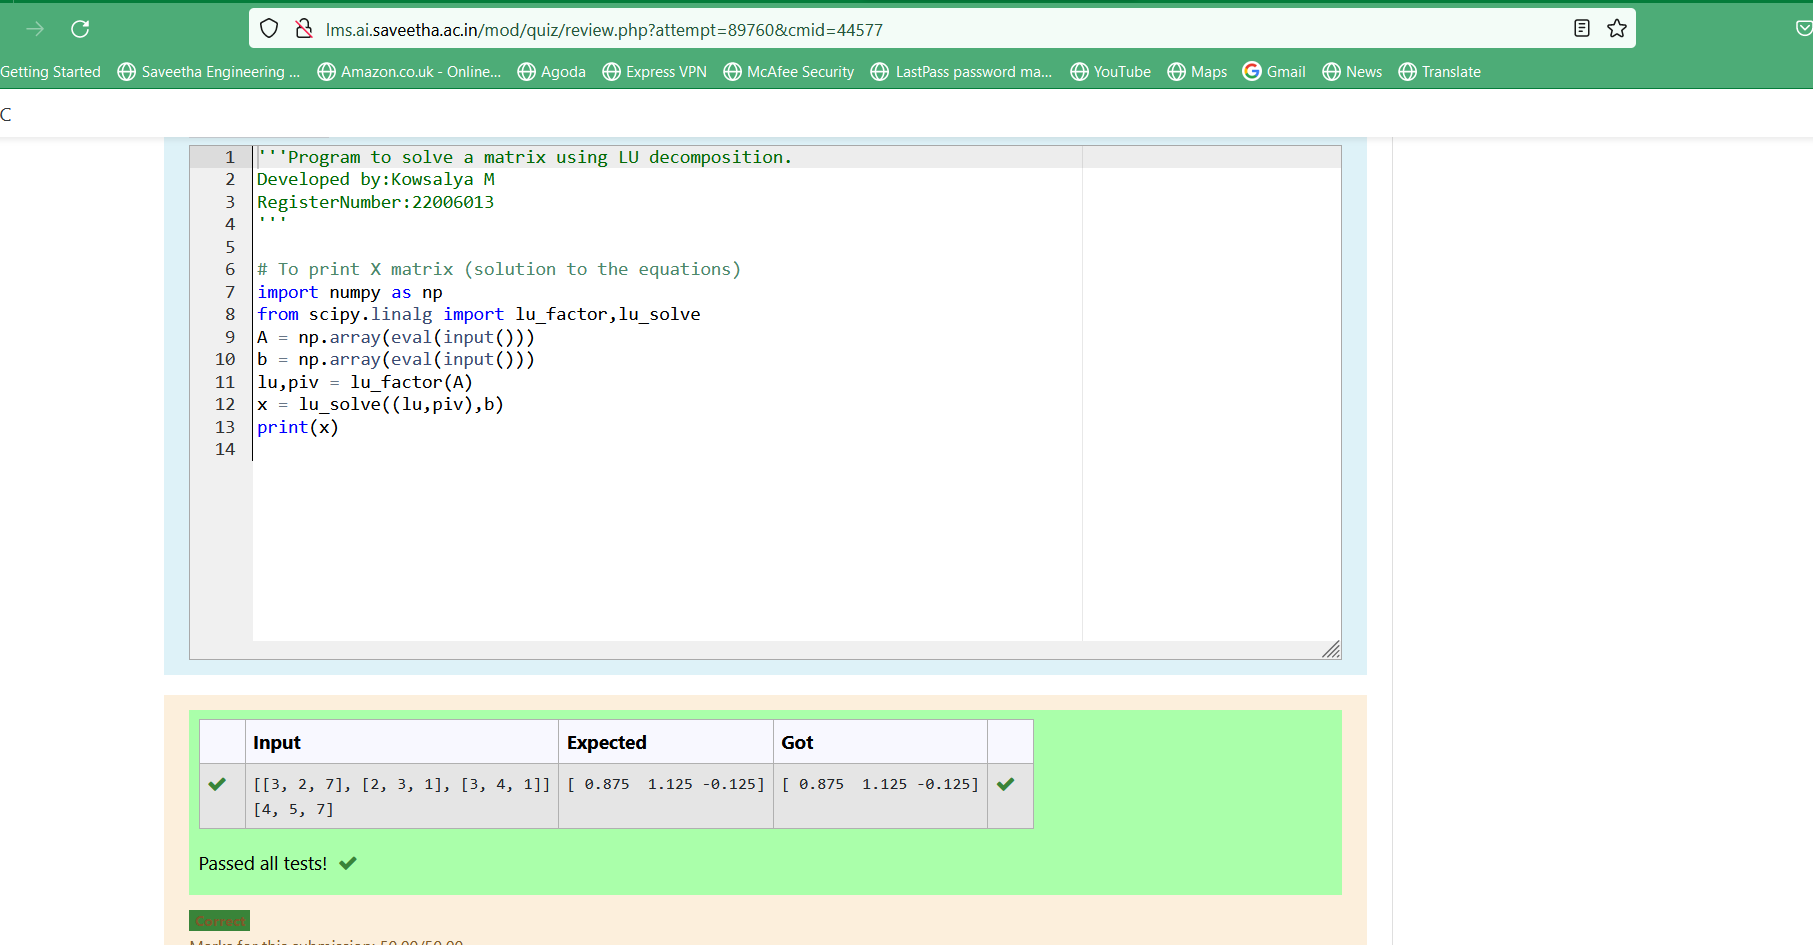 lms.ai.saveetha.ac.in/mod/quiz/review.php?attempt=89760&cmid=44577
Getting Started Saveetha Engineering ... Amazon.co.uk - Online... Agoda Express VPN McAfee Security LastPass password ma... YouTube Maps Gmail News Translate
C
1 '''Program to solve a matrix using LU decomposition.
2 Developed by:Kowsalya M
3 RegisterNumber:22006013
4 '''
5
6 # To print X matrix (solution to the equations)
7 import numpy as np
8 from scipy.linalg import lu_factor,lu_solve
9 A = np.array(eval(input()))
10 b = np.array(eval(input()))
11 lu,piv = lu_factor(A)
12 x = lu_solve((lu,piv),b)
13 print(x)
14
Input Expected Got
[[3, 2, 7], [2, 3, 1], [3, 4, 1]] [ 0.875  1.125 -0.125] [ 0.875  1.125 -0.125]
[4, 5, 7]
Passed all tests!
Correct
Marks for this submission: 50.00/50.00